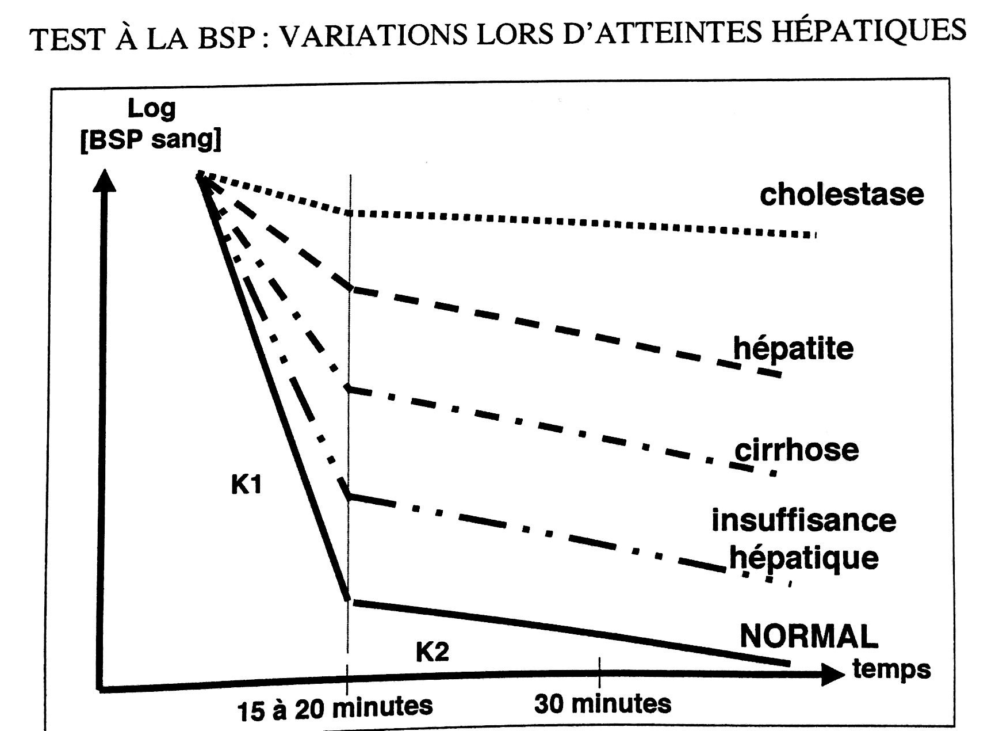 TEST À LA BSP : VARIATIONS LORS D'ATTEINTES HÉPATIQUES
Log
[BSP sang]
cholestase
hépatite
cirrhose
K1
insuffisance
hépatique
NORMAL
K2
temps
15 à 20 minutes
30 minutes